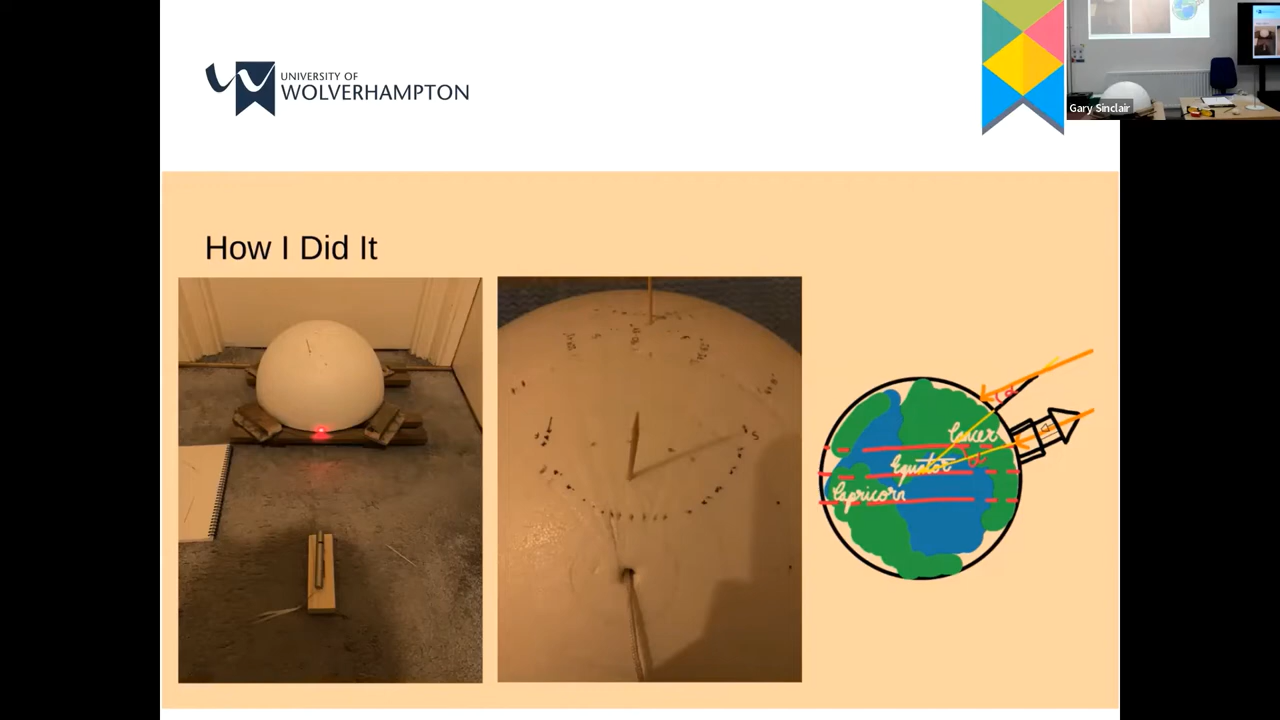 UNIVERSITY OF
WOLVERHAMPTON
Gary Sinclair
How I Did It
Cancer
Equator
Capricorn